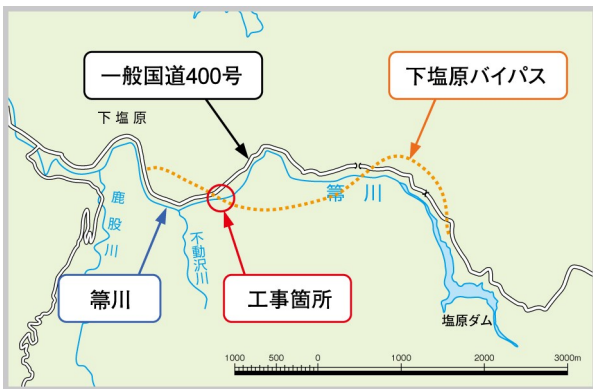 一般国道400号
下塩原バイパス
下塩原
鹿股川
箒川
不動沢川
箒川
工事箇所
塩原ダム
1000 500 0 1000 2000 3000m